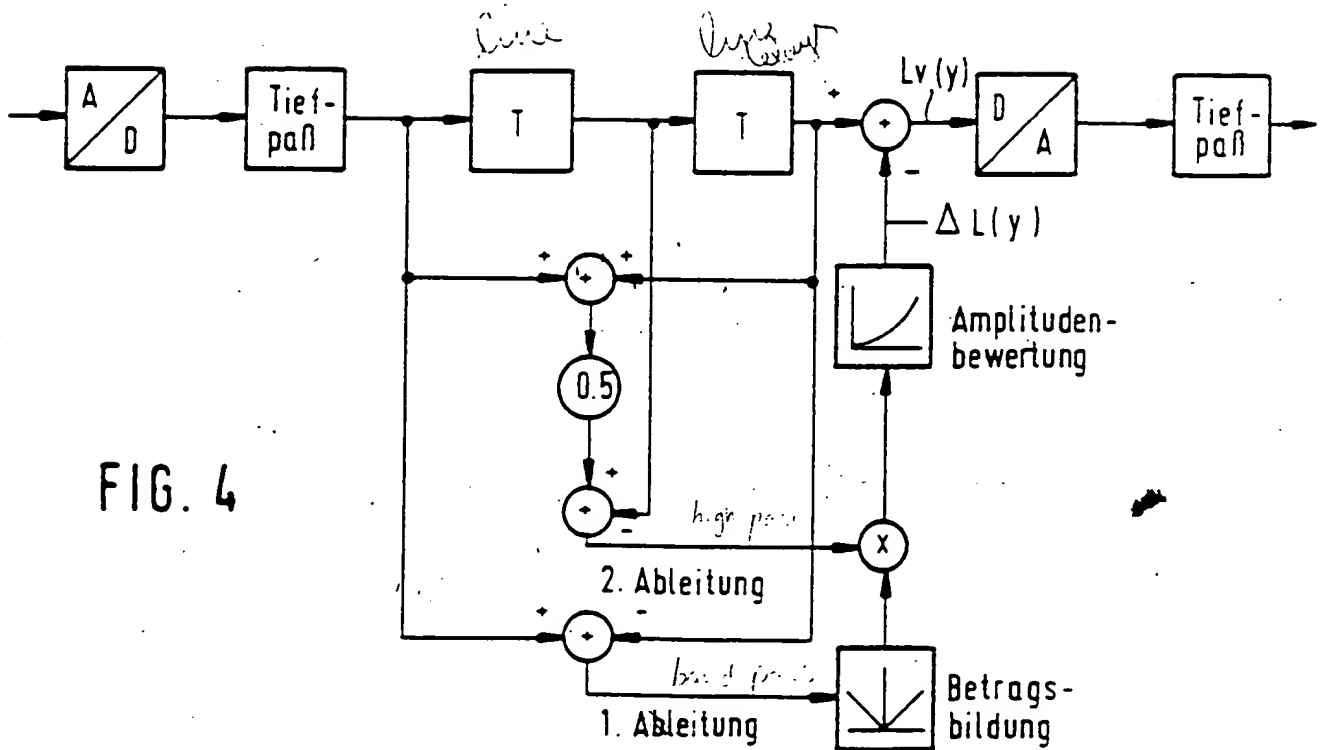 line
Lv(y)
A
D
Tief-
paß
T
T
+
+
D
A
Tief-
paß
-
Δ L(y)
+
+
+
Amplituden-
bewertung
0.5
FIG. 4
+
+
-
high pass
x
2. Ableitung
+
-
+
band pass
1. Ableitung
Betrags-
bildung